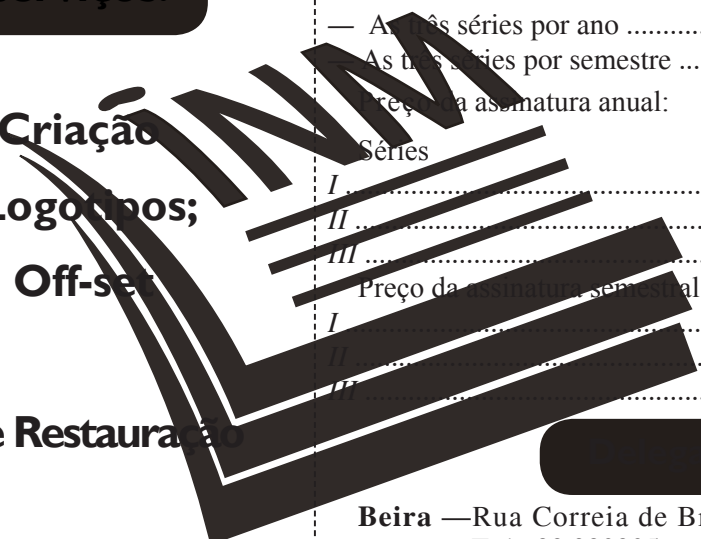 Criação
Logotipos;
Off-set
e Restauração
INM
— As três séries por ano
— As três séries por semestre
Preço da assinatura anual:
Séries
I
II
III
Preço da assinatura semestral
I
II
III
Beira —Rua Correia de